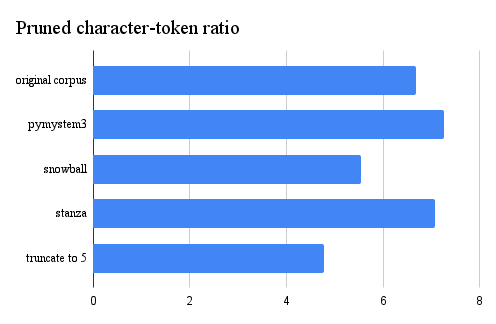 Pruned character-token ratio
original corpus
pymystem3
snowball
stanza
truncate to 5
0 2 4 6 8